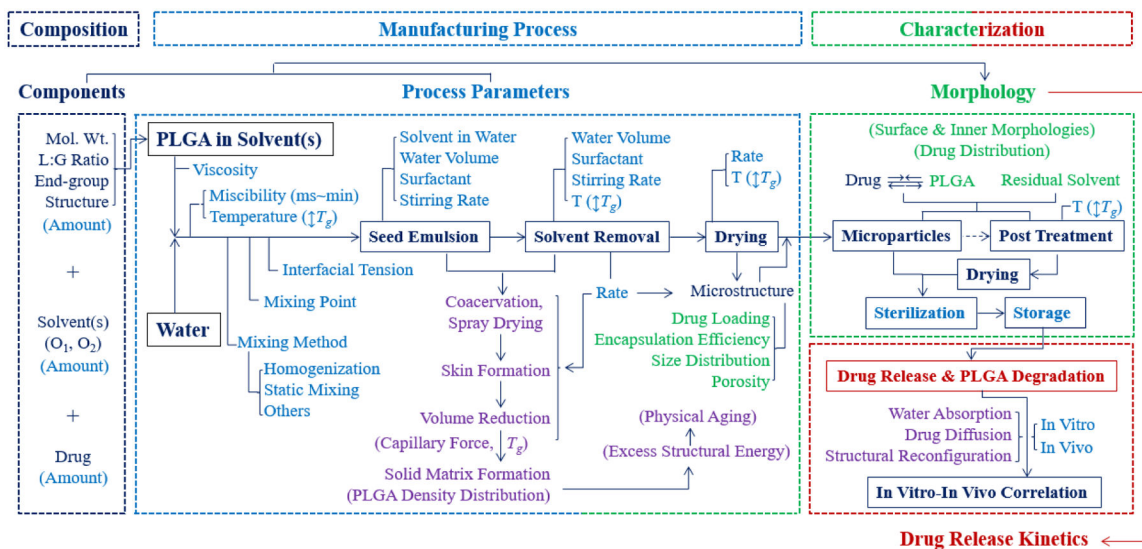 Composition
Manufacturing Process
Characterization
Components
Process Parameters
Morphology
Mol. Wt.
L:G Ratio
End-group
Structure
(Amount)
+
Solvent(s)
(O₁, O₂)
(Amount)
+
Drug
(Amount)
PLGA in Solvent(s)
Viscosity
Miscibility (ms~min)
Temperature (↕Tg)
Water
Interfacial Tension
Mixing Point
Mixing Method
Homogenization
Static Mixing
Others
Solvent in Water
Water Volume
Surfactant
Stirring Rate
Seed Emulsion
Water Volume
Surfactant
Stirring Rate
T (↕Tg)
Solvent Removal
Rate
T (↕Tg)
Drying
Coacervation,
Spray Drying
Skin Formation
Volume Reduction
(Capillary Force, Tg)
Solid Matrix Formation
(PLGA Density Distribution)
Rate
Microstructure
Drug Loading
Encapsulation Efficiency
Size Distribution
Porosity
(Physical Aging)
(Excess Structural Energy)
(Surface & Inner Morphologies)
(Drug Distribution)
Drug PLGA
Residual Solvent
T (↕Tg)
Microparticles
Post Treatment
Drying
Sterilization
Storage
Drug Release & PLGA Degradation
Water Absorption
Drug Diffusion
Structural Reconfiguration
In Vitro
In Vivo
In Vitro-In Vivo Correlation
Drug Release Kinetics